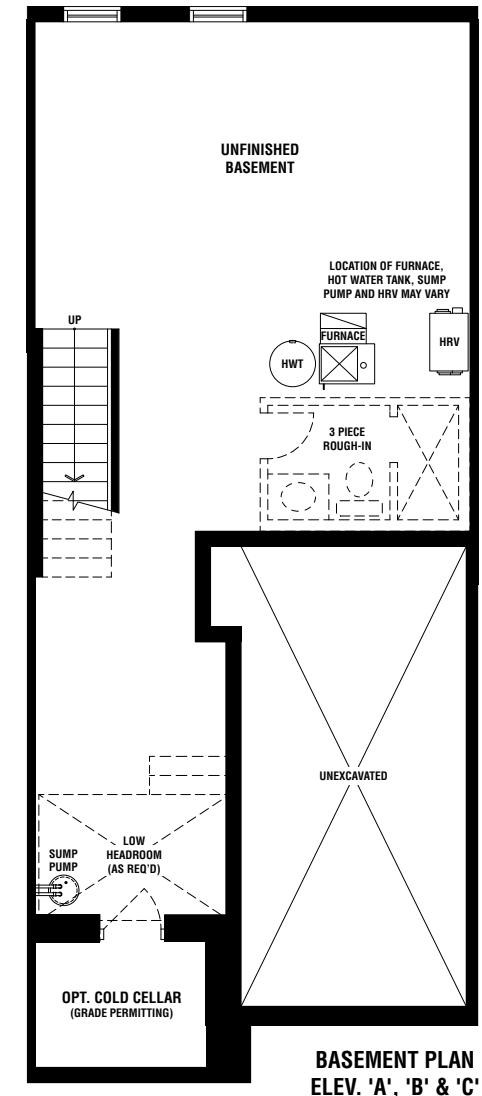 UNFINISHED
BASEMENT
LOCATION OF FURNACE,
HOT WATER TANK, SUMP
PUMP AND HRV MAY VARY
UP
FURNACE
HRV
HWT
3 PIECE
ROUGH-IN
UNEXCAVATED
LOW
HEADROOM
(AS REQ'D)
SUMP
PUMP
OPT. COLD CELLAR
(GRADE PERMITTING)
BASEMENT PLAN
ELEV. 'A', 'B' & 'C'